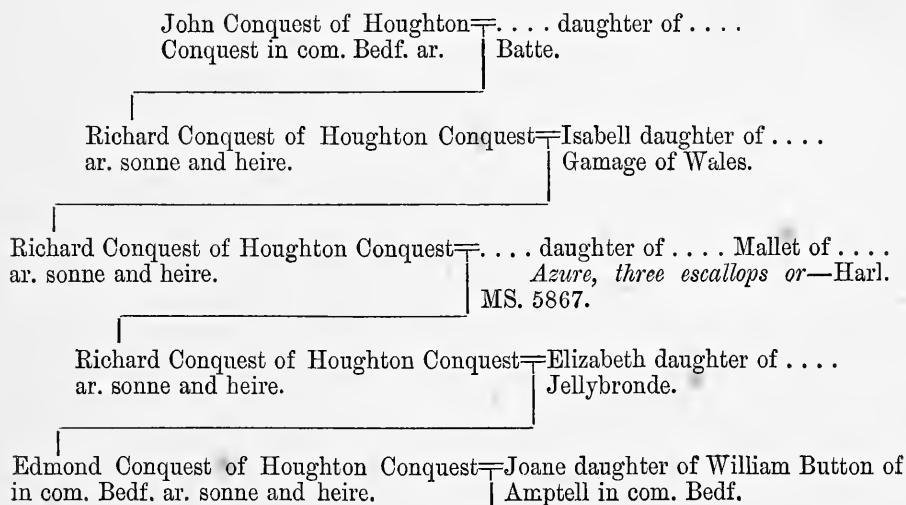 John Conquest of Houghton=. . . . daughter of . . . .
Conquest in com. Bedf. ar. Batte.
Richard Conquest of Houghton Conquest=Isabell daughter of . . . .
ar. sonne and heire. Gamage of Wales.
Richard Conquest of Houghton Conquest=. . . . daughter of . . . . Mallet of . . . .
ar. sonne and heire. Azure, three escallops or—Harl.
MS. 5867.
Richard Conquest of Houghton Conquest=Elizabeth daughter of . . . .
ar. sonne and heire. Jellybronde.
Edmond Conquest of Houghton Conquest=Joane daughter of William Button of
in com. Bedf. ar. sonne and heire. Amptell in com. Bedf.